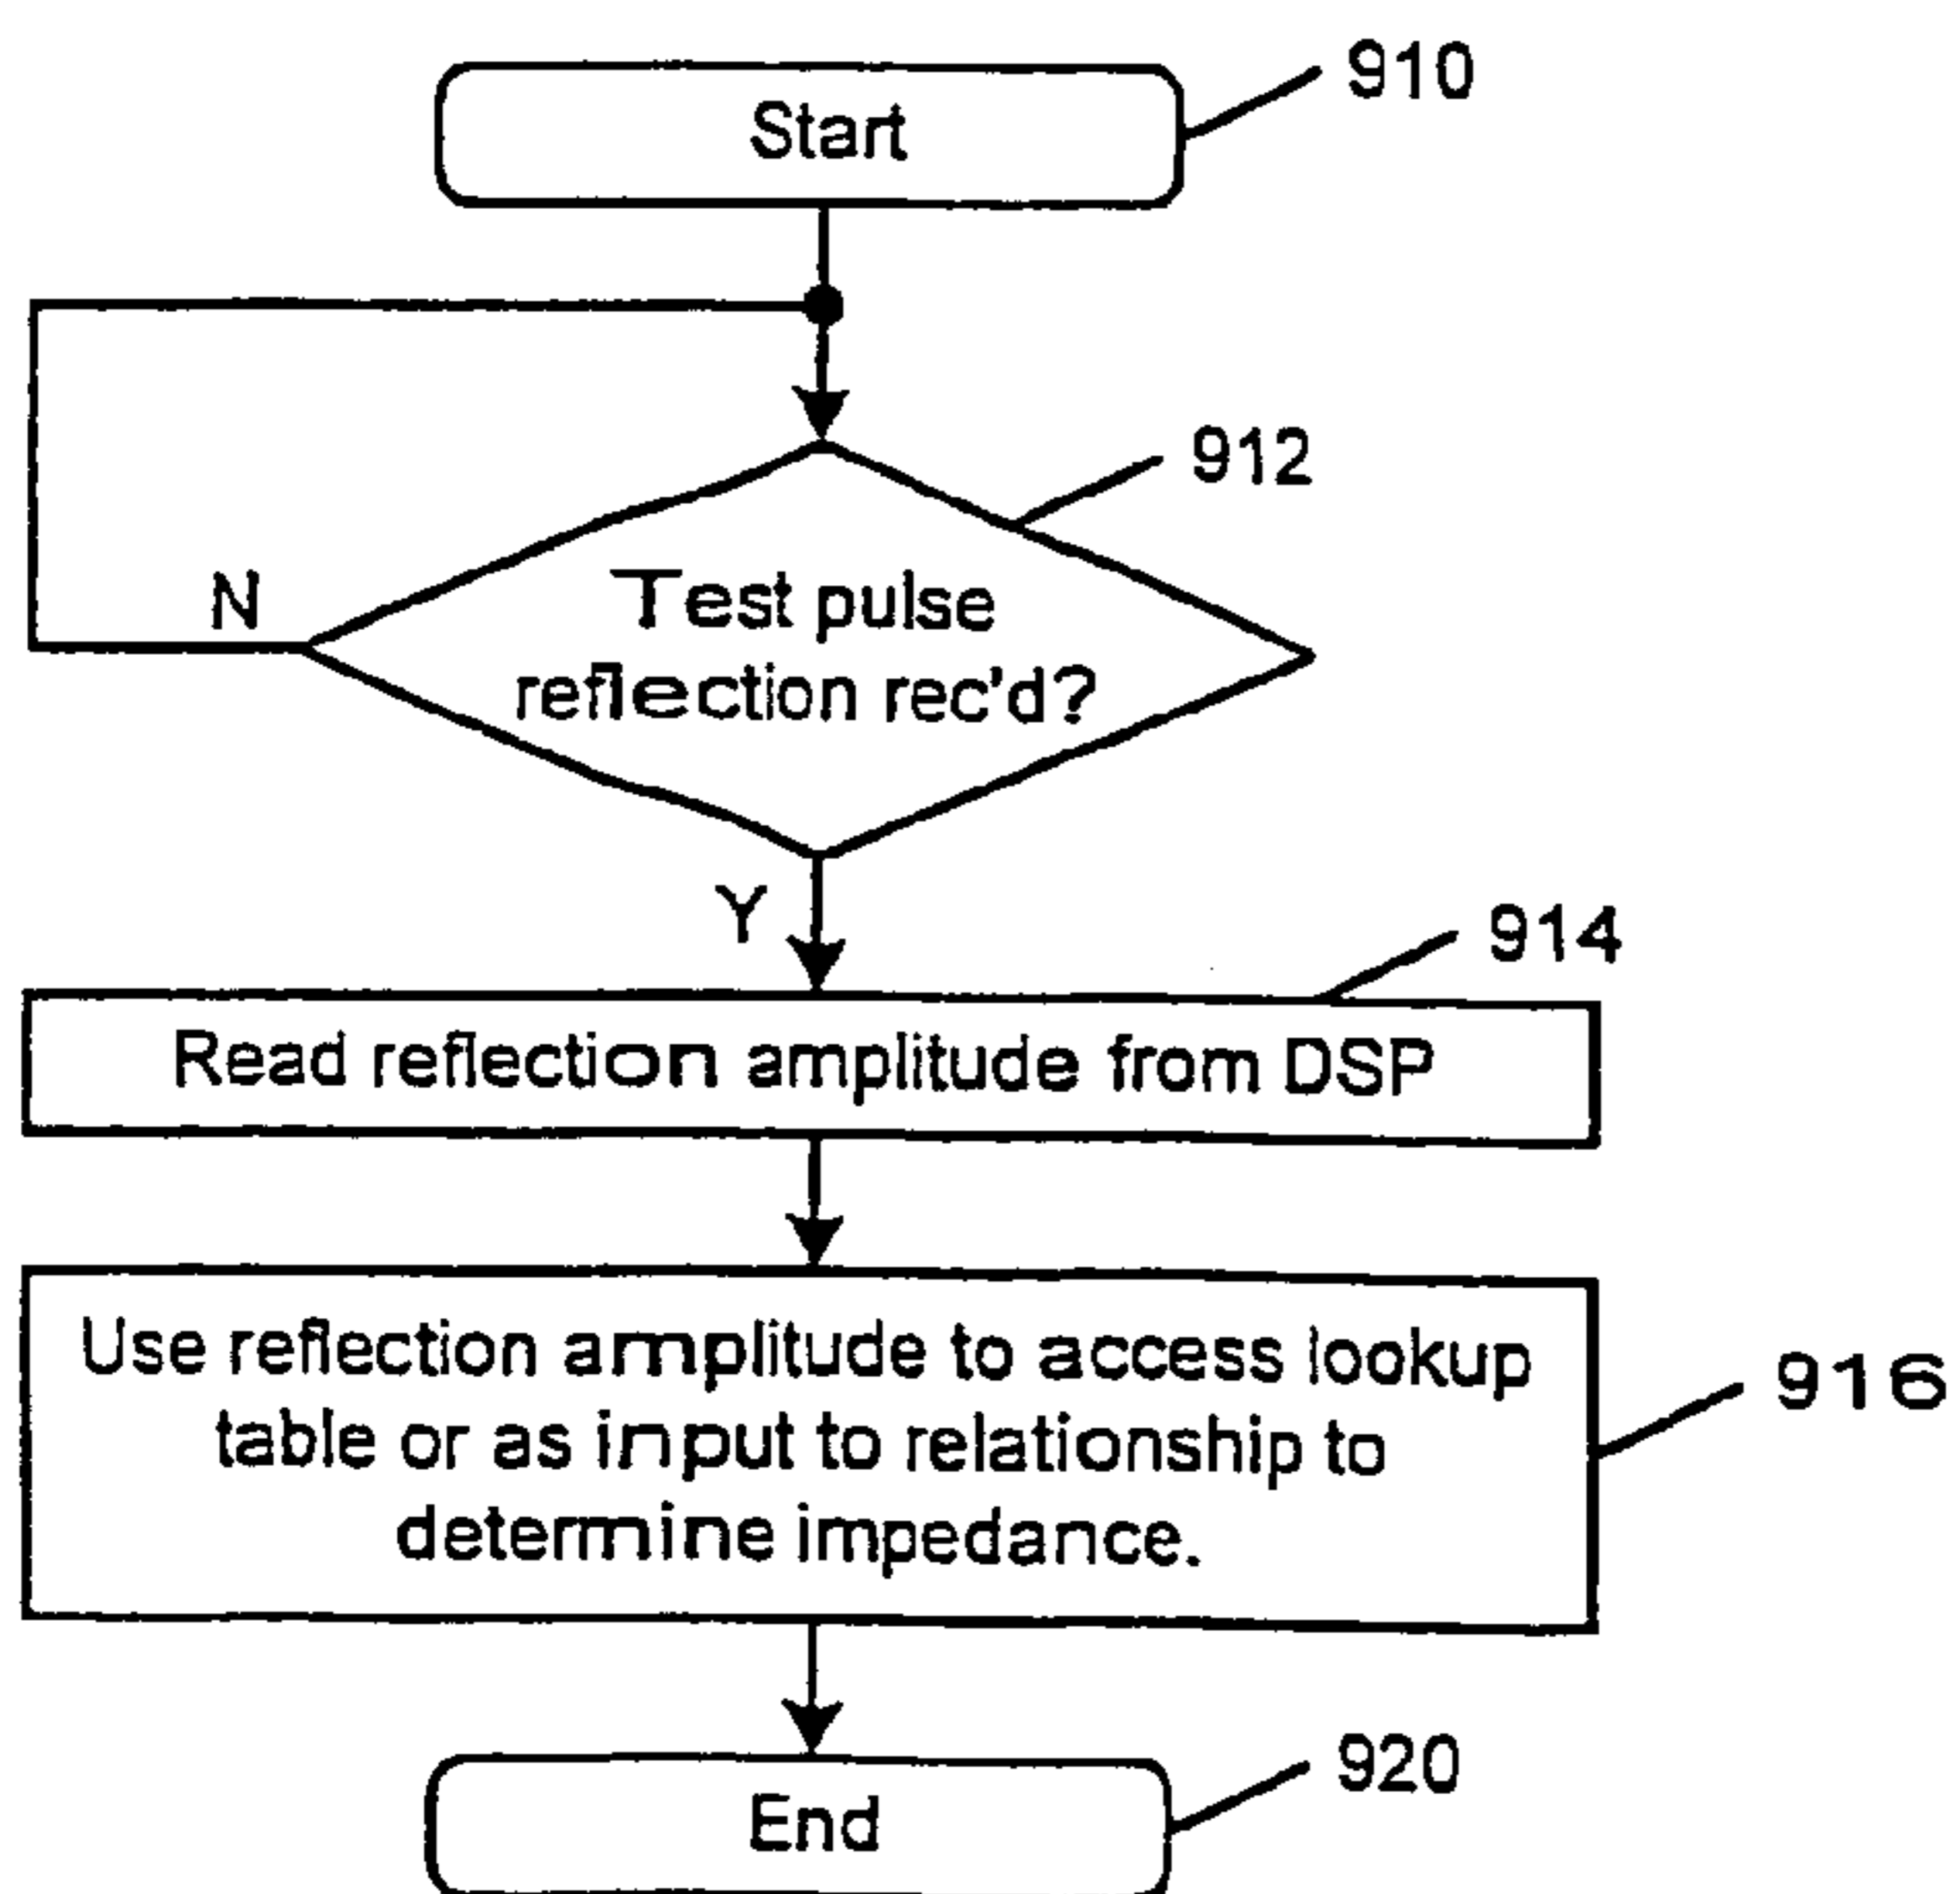 Start
910
912
Test pulse
reflection rec'd?
N
Y
914
Read reflection amplitude from DSP
Use reflection amplitude to access lookup
table or as input to relationship to
determine impedance.
916
End
920